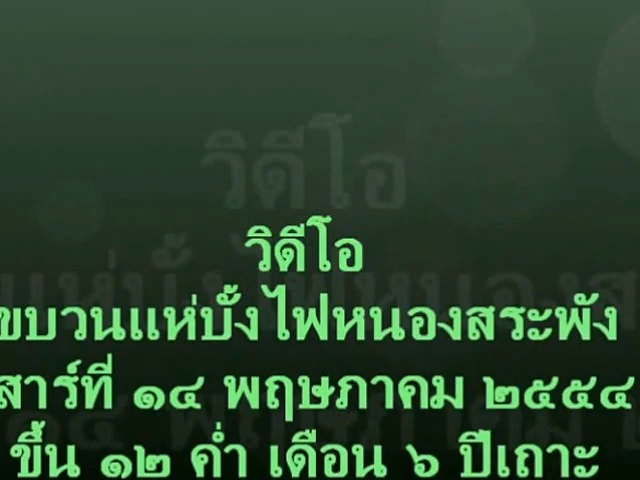 วิดีโอ
ขบวนแห่บั้งไฟหนองสระพัง
สาร์ที่ ๑๔ พฤษภาคม ๒๕๕๔
ขึ้น ๑๒ ค่ำ เดือน ๖ ปีเถาะ